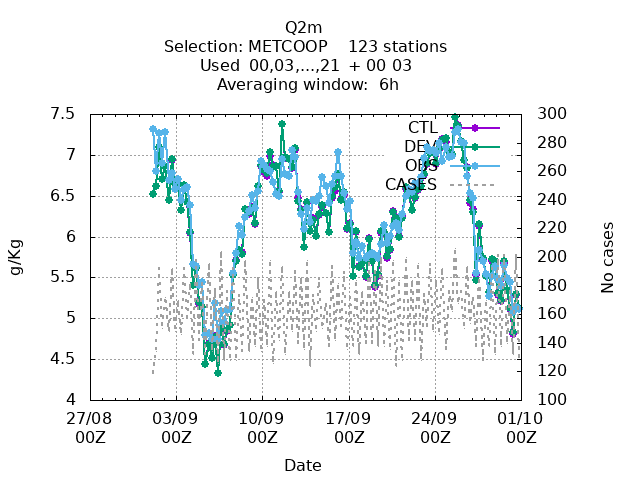 Q2m
Selection: METCOOP 123 stations
Used 00,03,...,21 + 00 03
Averaging window: 6h
7.5
7
6.5
6
5.5
5
4.5
4
g/Kg
300
280
260
240
220
200
180
160
140
120
100
No cases
CTL
DEV
OBS
CASES
27/08 03/09 10/09 17/09 24/09 01/10
00Z 00Z 00Z 00Z 00Z 00Z
Date